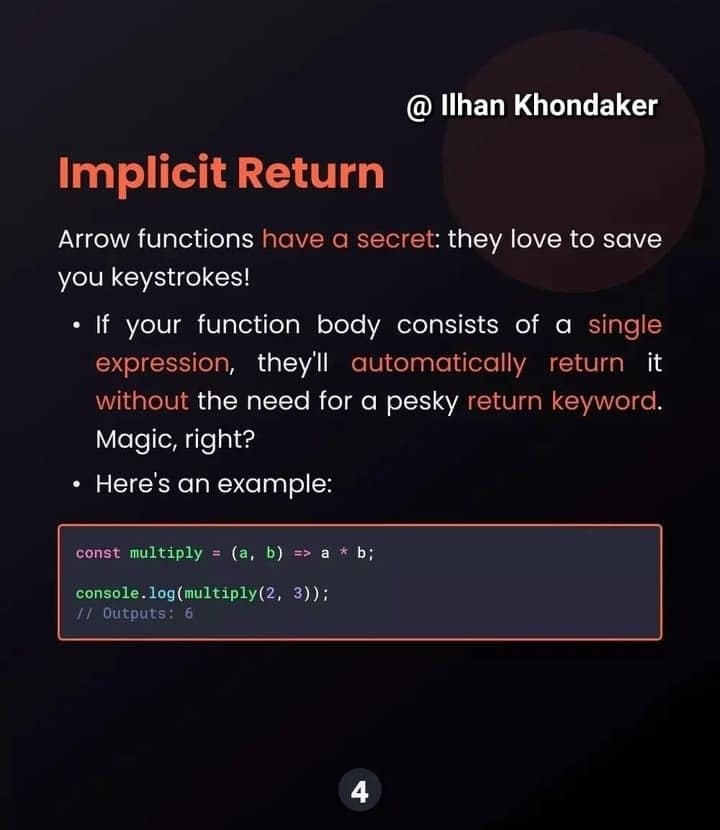 @ Ilhan Khondaker
Implicit Return
Arrow functions have a secret: they love to save
you keystrokes!
• If your function body consists of a single
expression, they'll automatically return it
without the need for a pesky return keyword.
Magic, right?
• Here's an example:
const multiply = (a, b) => a * b;
console.log(multiply(2, 3));
// Outputs: 6
4